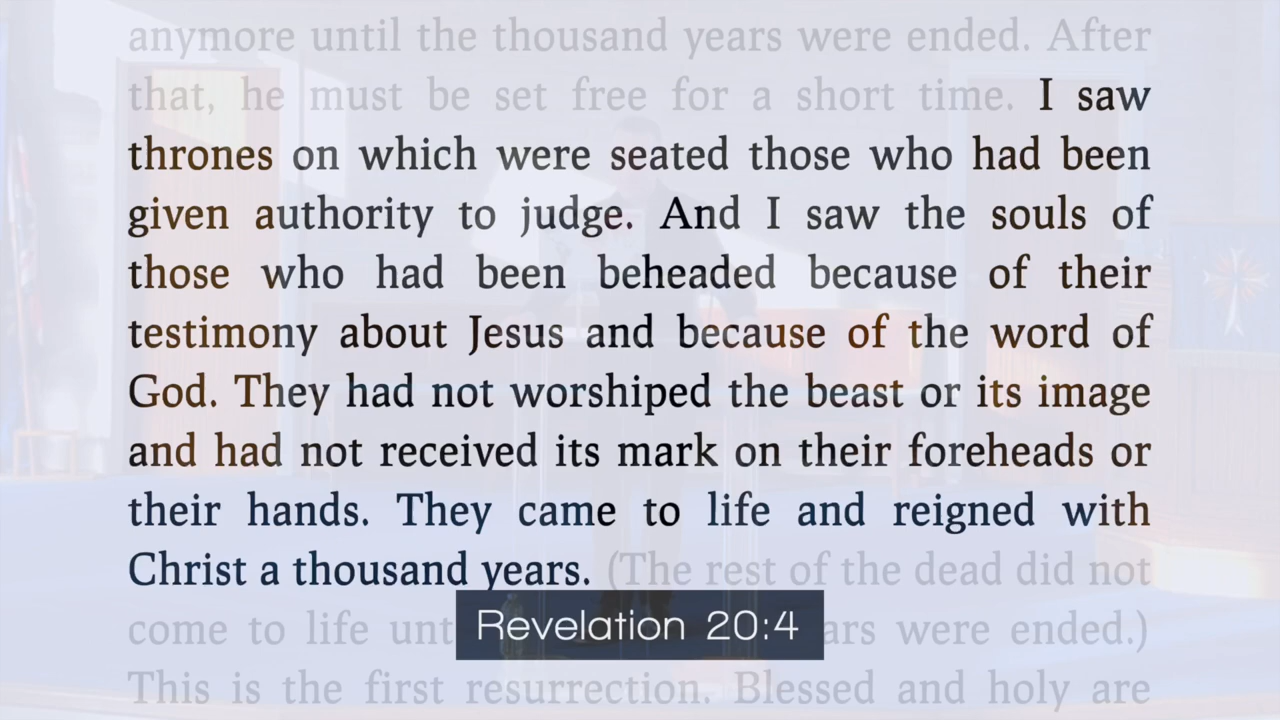 anymore until the thousand years were ended. After
that, he must be set free for a short time. I saw
thrones on which were seated those who had been
given authority to judge. And I saw the souls of
those who had been beheaded because of their
testimony about Jesus and because of the word of
God. They had not worshiped the beast or its image
and had not received its mark on their foreheads or
their hands. They came to life and reigned with
Christ a thousand years. (The rest of the dead did not
come to life were ended.)
Revelation 20:4
This is the first resurrection. Blessed and holy are